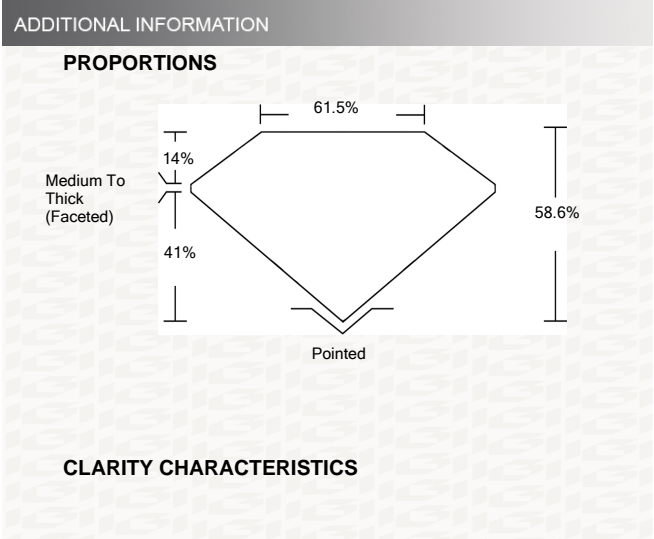 ADDITIONAL INFORMATION
PROPORTIONS
61.5%
14%
Medium To
Thick
(Faceted)
58.6%
41%
Pointed
CLARITY CHARACTERISTICS